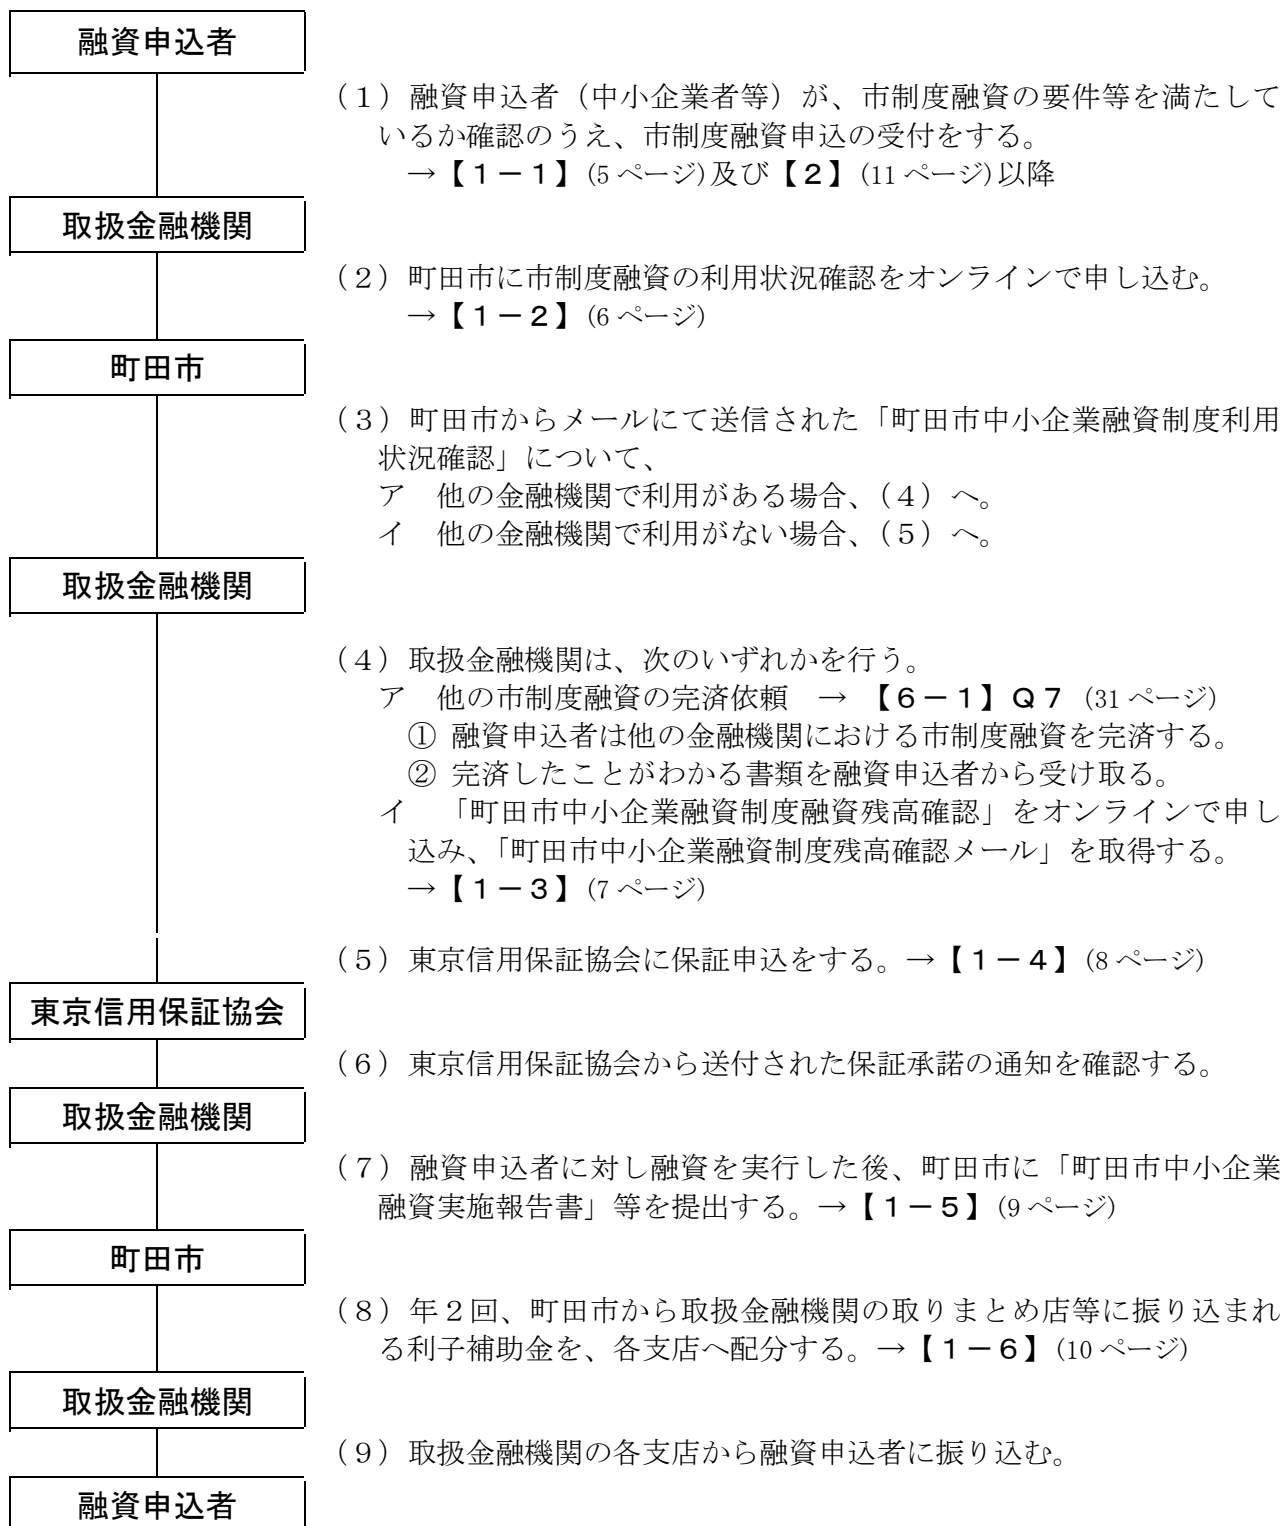 融資申込者
（１）融資申込者（中小企業者等）が、市制度融資の要件等を満たして
いるか確認のうえ、市制度融資申込の受付をする。
→【１－１】(5 ページ)及び【２】(11 ページ)以降
取扱金融機関
（２）町田市に市制度融資の利用状況確認をオンラインで申し込む。
→【１－２】(6 ページ)
町田市
（３）町田市からメールにて送信された「町田市中小企業融資制度利用
状況確認」について、
ア　他の金融機関で利用がある場合、（４）へ。
イ　他の金融機関で利用がない場合、（５）へ。
取扱金融機関
（４）取扱金融機関は、次のいずれかを行う。
ア　他の市制度融資の完済依頼　→　【６－１】Ｑ７ (31 ページ)
① 融資申込者は他の金融機関における市制度融資を完済する。
② 完済したことがわかる書類を融資申込者から受け取る。
イ　「町田市中小企業融資制度融資残高確認」をオンラインで申し
込み、「町田市中小企業融資制度残高確認メール」を取得する。
→【１－３】(7 ページ)
（５）東京信用保証協会に保証申込をする。→【１－４】(8 ページ)
東京信用保証協会
（６）東京信用保証協会から送付された保証承諾の通知を確認する。
取扱金融機関
（７）融資申込者に対し融資を実行した後、町田市に「町田市中小企業
融資実施報告書」等を提出する。→【１－５】(9 ページ)
町田市
（８）年２回、町田市から取扱金融機関の取りまとめ店等に振り込まれ
る利子補助金を、各支店へ配分する。→【１－６】(10 ページ)
取扱金融機関
（９）取扱金融機関の各支店から融資申込者に振り込む。
融資申込者